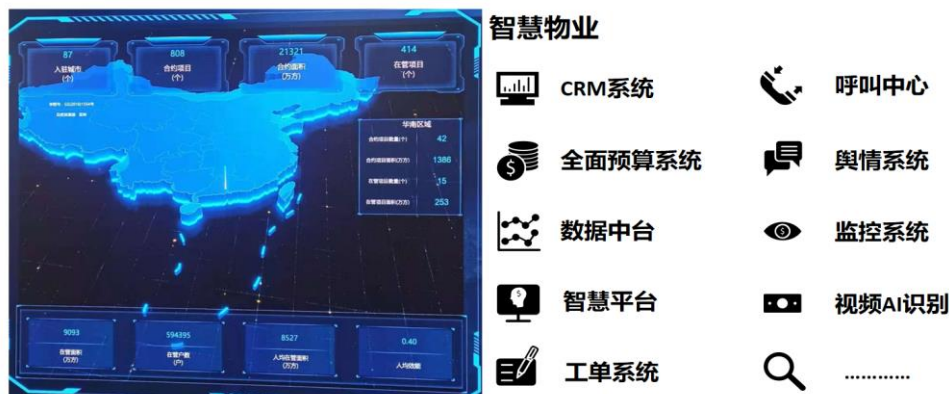 87
入驻城市
(个)
808
合约项目
(个)
21321
合约面积
(万方)
414
在管项目
(个)
华南区域
合约项目数量(个) 42
合约项目面积(万方) 1386
在管项目数量(个) 15
在管项目面积(万方) 253
9093
在管面积
(万方)
594395
在管户数
(户)
8527
人均在管面积
(万方)
0.40
人均效能
智慧物业
CRM系统
呼叫中心
全面预算系统
舆情系统
数据中台
监控系统
智慧平台
视频AI识别
工单系统
…………